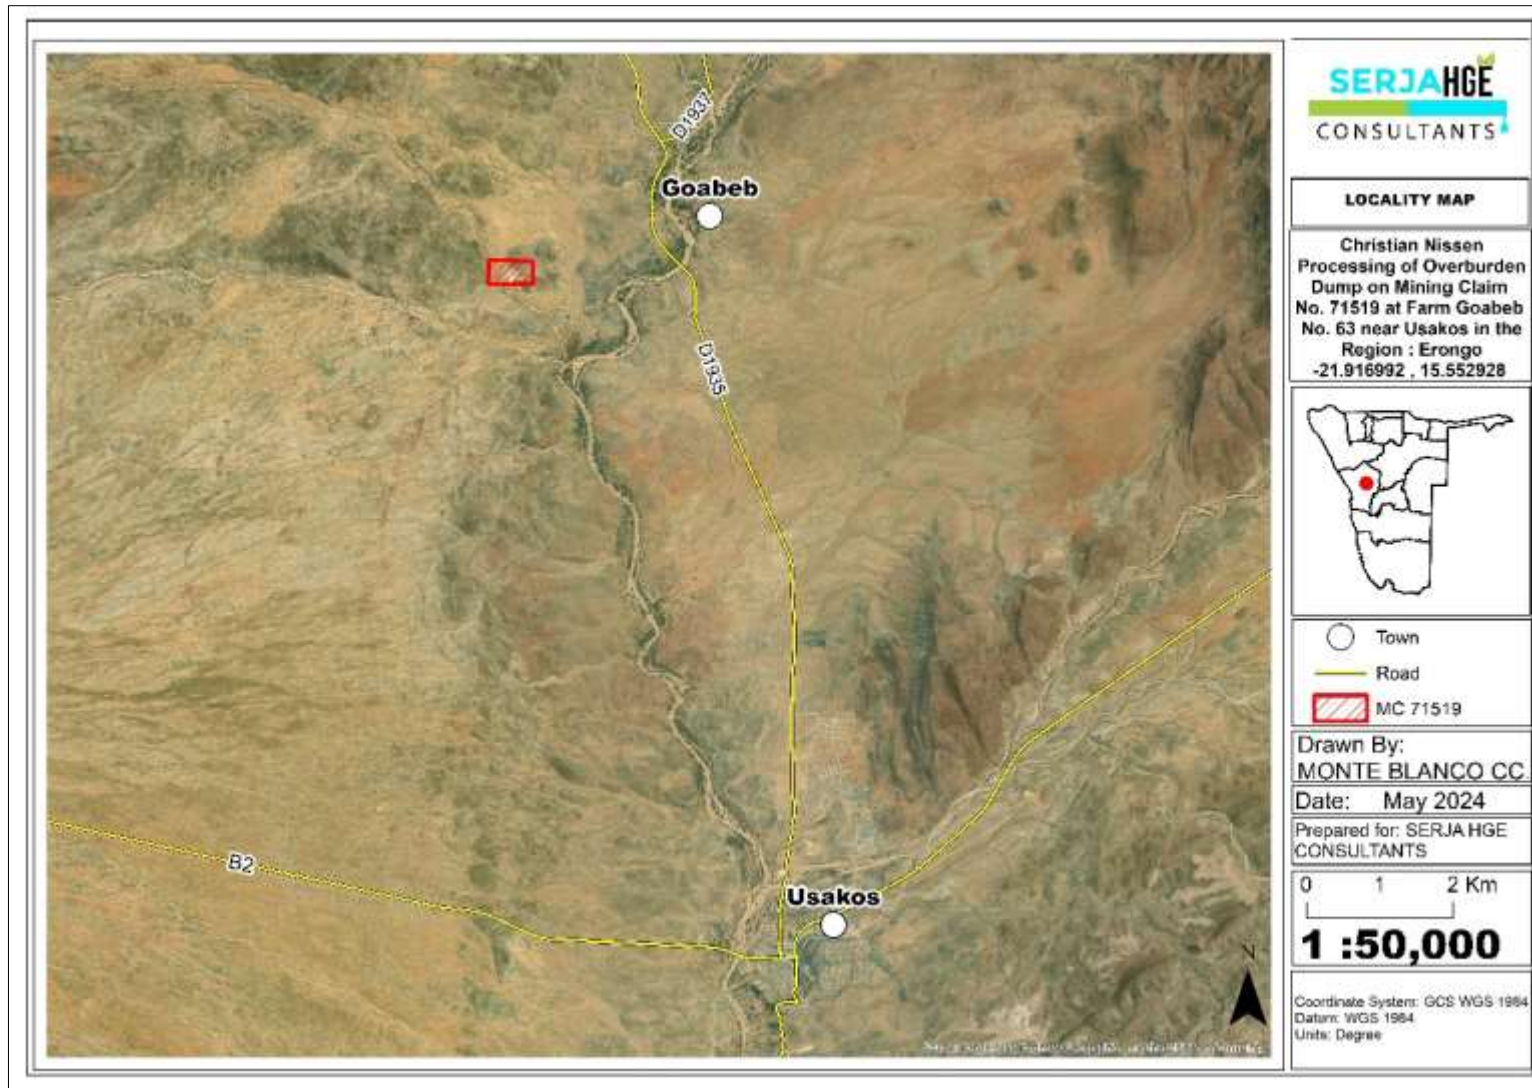 D1937
Goabeb
D1935
B2
Usakos
N
SERJAHGE
CONSULTANTS
LOCALITY MAP
Christian Nissen
Processing of Overburden
Dump on Mining Claim
No. 71519 at Farm Goabeb
No. 63 near Usakos in the
Region : Erongo
-21.916992 , 15.552928
Town
Road
MC 71519
Drawn By:
MONTE BLANCO CC
Date: May 2024
Prepared for: SERJA HGE
CONSULTANTS
0 1 2 Km
1 :50,000
Coordinate System: GCS WGS 1984
Datum: WGS 1984
Units: Degree